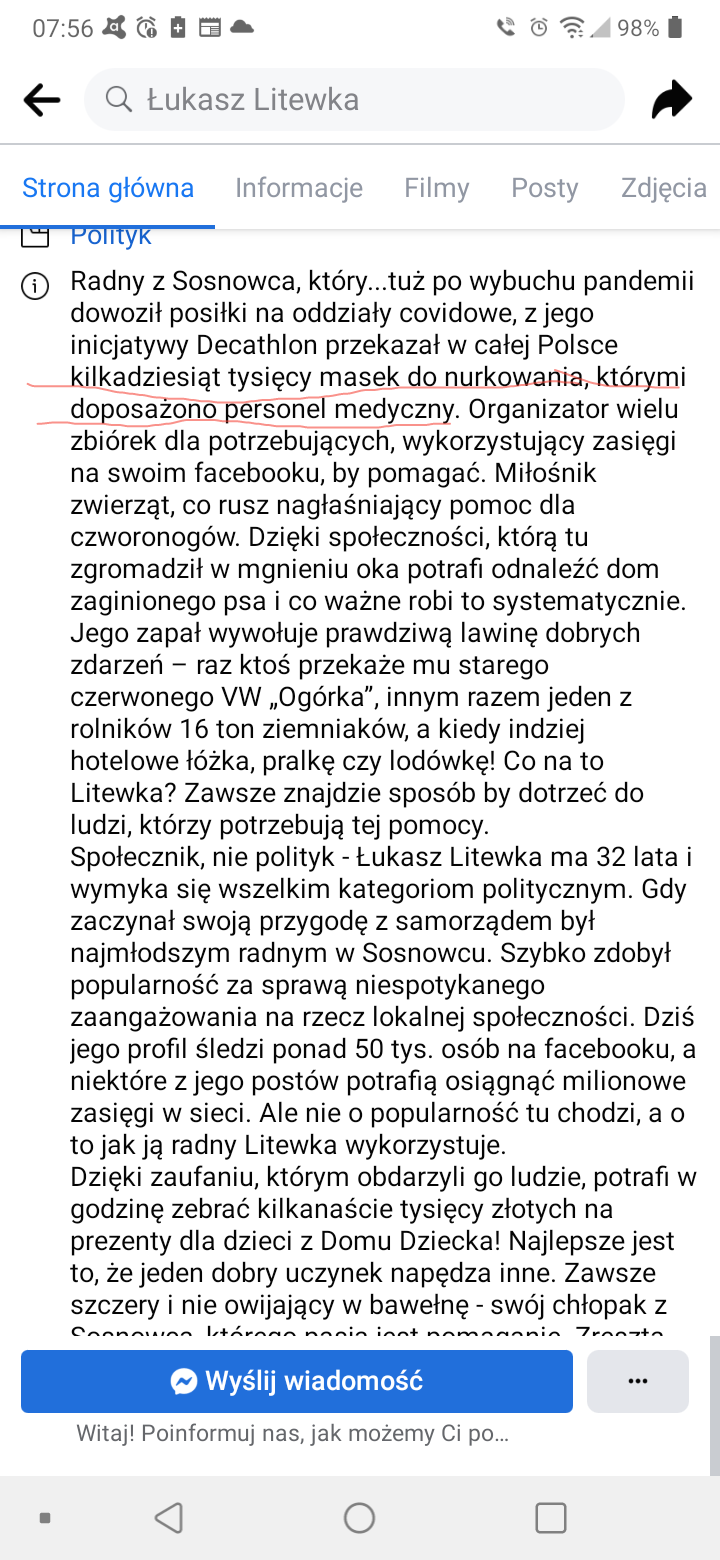 07:56
98%
Łukasz Litewka
Strona główna Informacje Filmy Posty Zdjęcia
Polityk
Radny z Sosnowca, który...tuż po wybuchu pandemii
dowoził posiłki na oddziały covidowe, z jego
inicjatywy Decathlon przekazał w całej Polsce
kilkadziesiąt tysięcy masek do nurkowania, którymi
doposażono personel medyczny. Organizator wielu
zbiórek dla potrzebujących, wykorzystujący zasięgi
na swoim facebooku, by pomagać. Miłośnik
zwierząt, co rusz nagłaśniający pomoc dla
czworonogów. Dzięki społeczności, którą tu
zgromadził w mgnieniu oka potrafi odnaleźć dom
zaginionego psa i co ważne robi to systematycznie.
Jego zapał wywołuje prawdziwą lawinę dobrych
zdarzeń – raz ktoś przekaże mu starego
czerwonego VW „Ogórka”, innym razem jeden z
rolników 16 ton ziemniaków, a kiedy indziej
hotelowe łóżka, pralkę czy lodówkę! Co na to
Litewka? Zawsze znajdzie sposób by dotrzeć do
ludzi, którzy potrzebują tej pomocy.
Społecznik, nie polityk - Łukasz Litewka ma 32 lata i
wymyka się wszelkim kategoriom politycznym. Gdy
zaczynał swoją przygodę z samorządem był
najmłodszym radnym w Sosnowcu. Szybko zdobył
popularność za sprawą niespotykanego
zaangażowania na rzecz lokalnej społeczności. Dziś
jego profil śledzi ponad 50 tys. osób na facebooku, a
niektóre z jego postów potrafią osiągnąć milionowe
zasięgi w sieci. Ale nie o popularność tu chodzi, a o
to jak ją radny Litewka wykorzystuje.
Dzięki zaufaniu, którym obdarzyli go ludzie, potrafi w
godzinę zebrać kilkanaście tysięcy złotych na
prezenty dla dzieci z Domu Dziecka! Najlepsze jest
to, że jeden dobry uczynek napędza inne. Zawsze
szczery i nie owijający w bawełnę - swój chłopak z
Sosnowca, którego pasją jest pomaganie. Zresztą
Wyślij wiadomość
Witaj! Poinformuj nas, jak możemy Ci po...